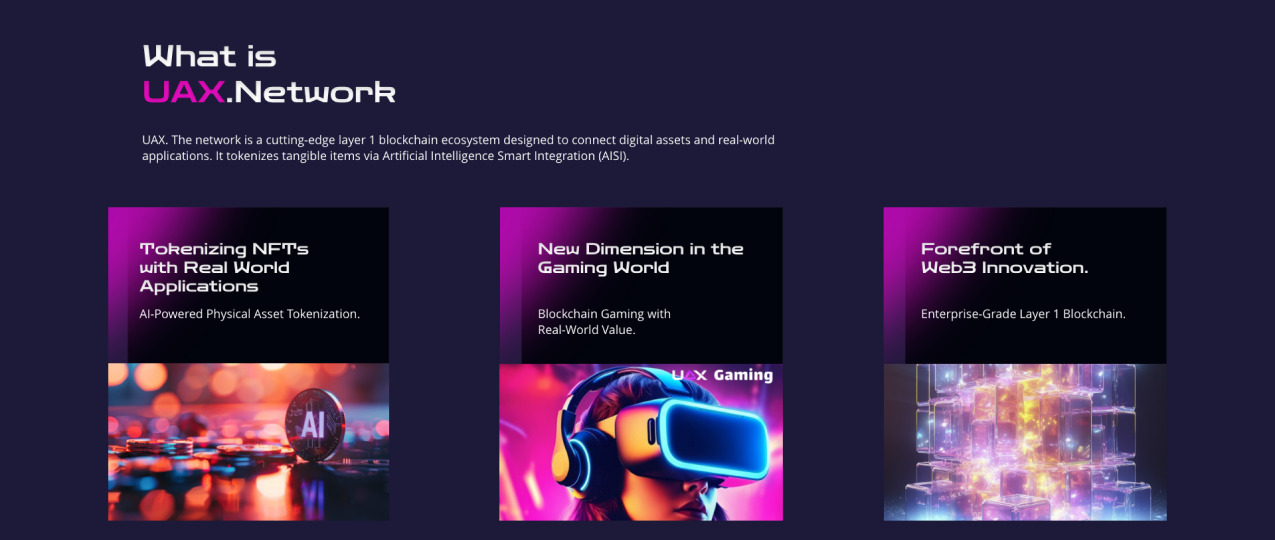 What is
UAX.Network
UAX. The network is a cutting-edge layer 1 blockchain ecosystem designed to connect digital assets and real-world
applications. It tokenizes tangible items via Artificial Intelligence Smart Integration (AISI).
Tokenizing NFTs
with Real World
Applications
AI-Powered Physical Asset Tokenization.
AI
New Dimension in the
Gaming World
Blockchain Gaming with
Real-World Value.
UAX Gaming
Forefront of
Web3 Innovation.
Enterprise-Grade Layer 1 Blockchain.